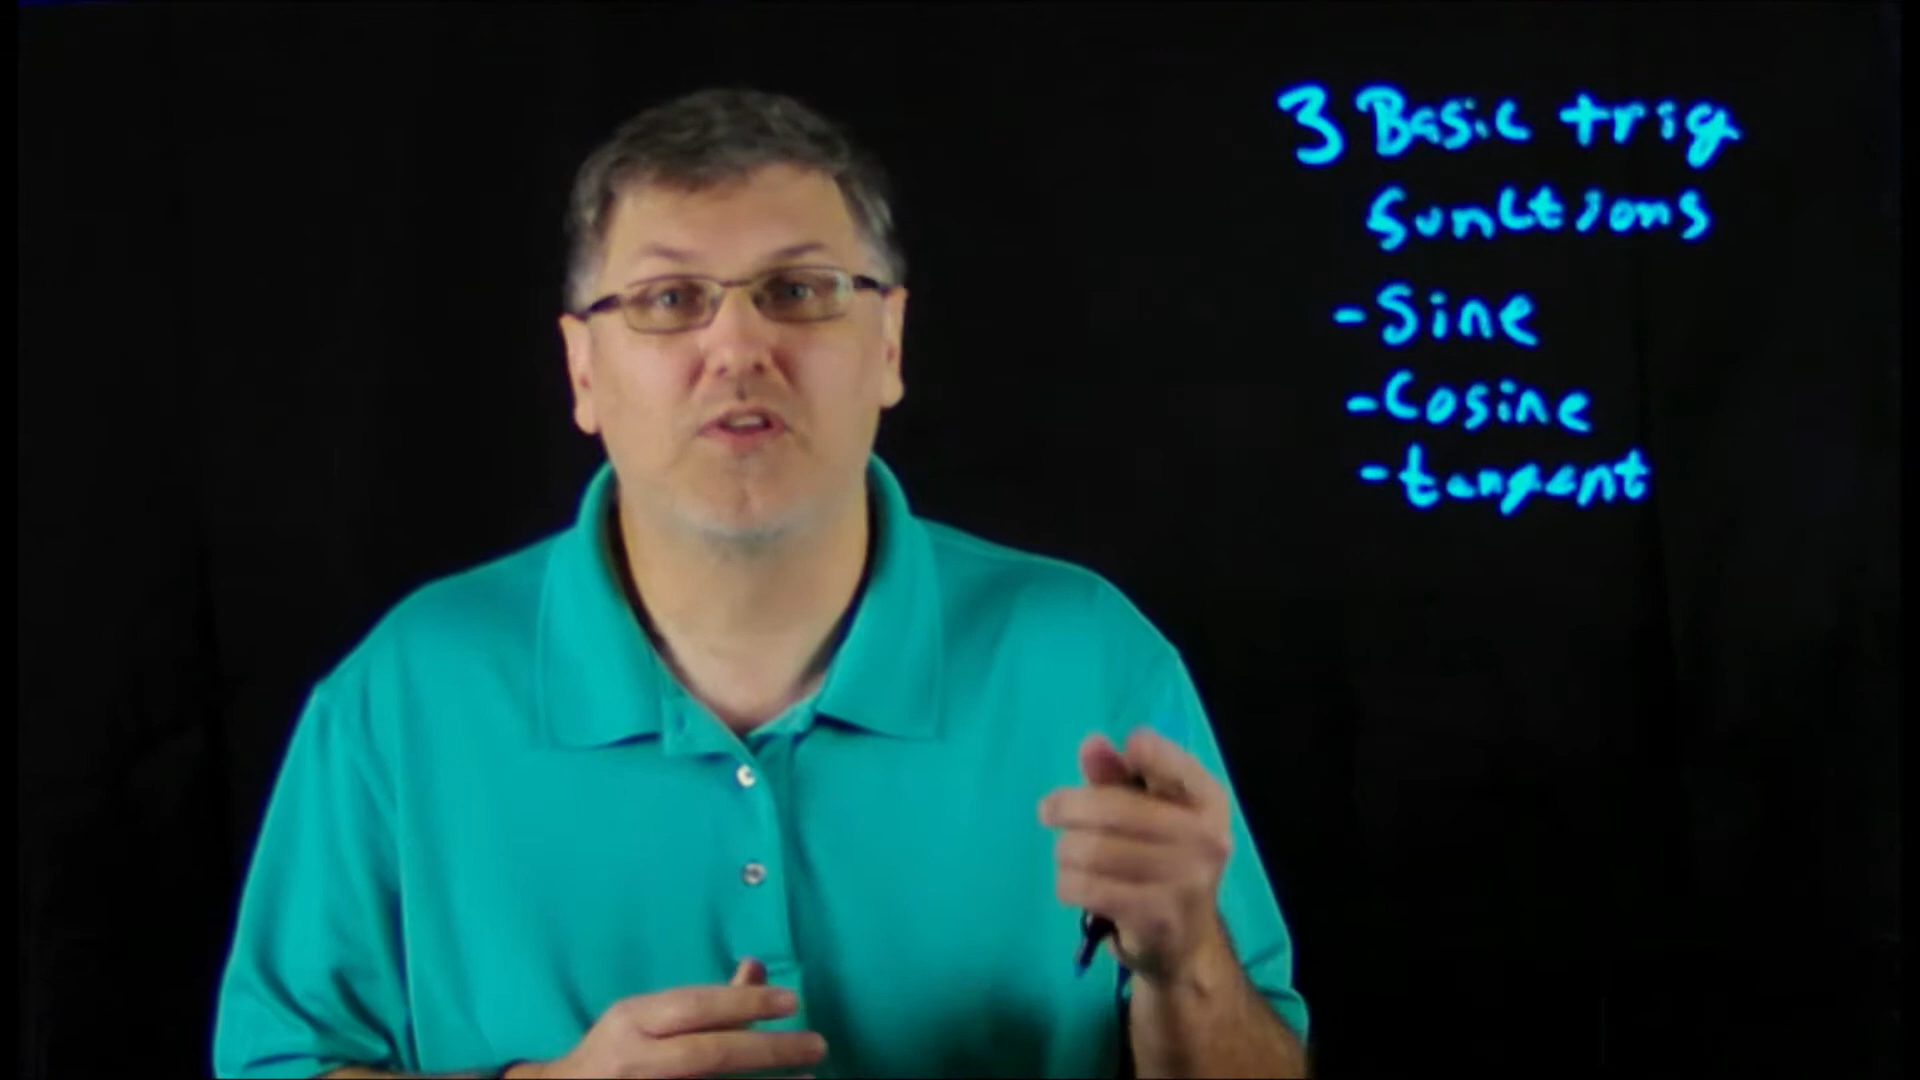 3 Basic trig
functions
- Sine
- Cosine
- tangent